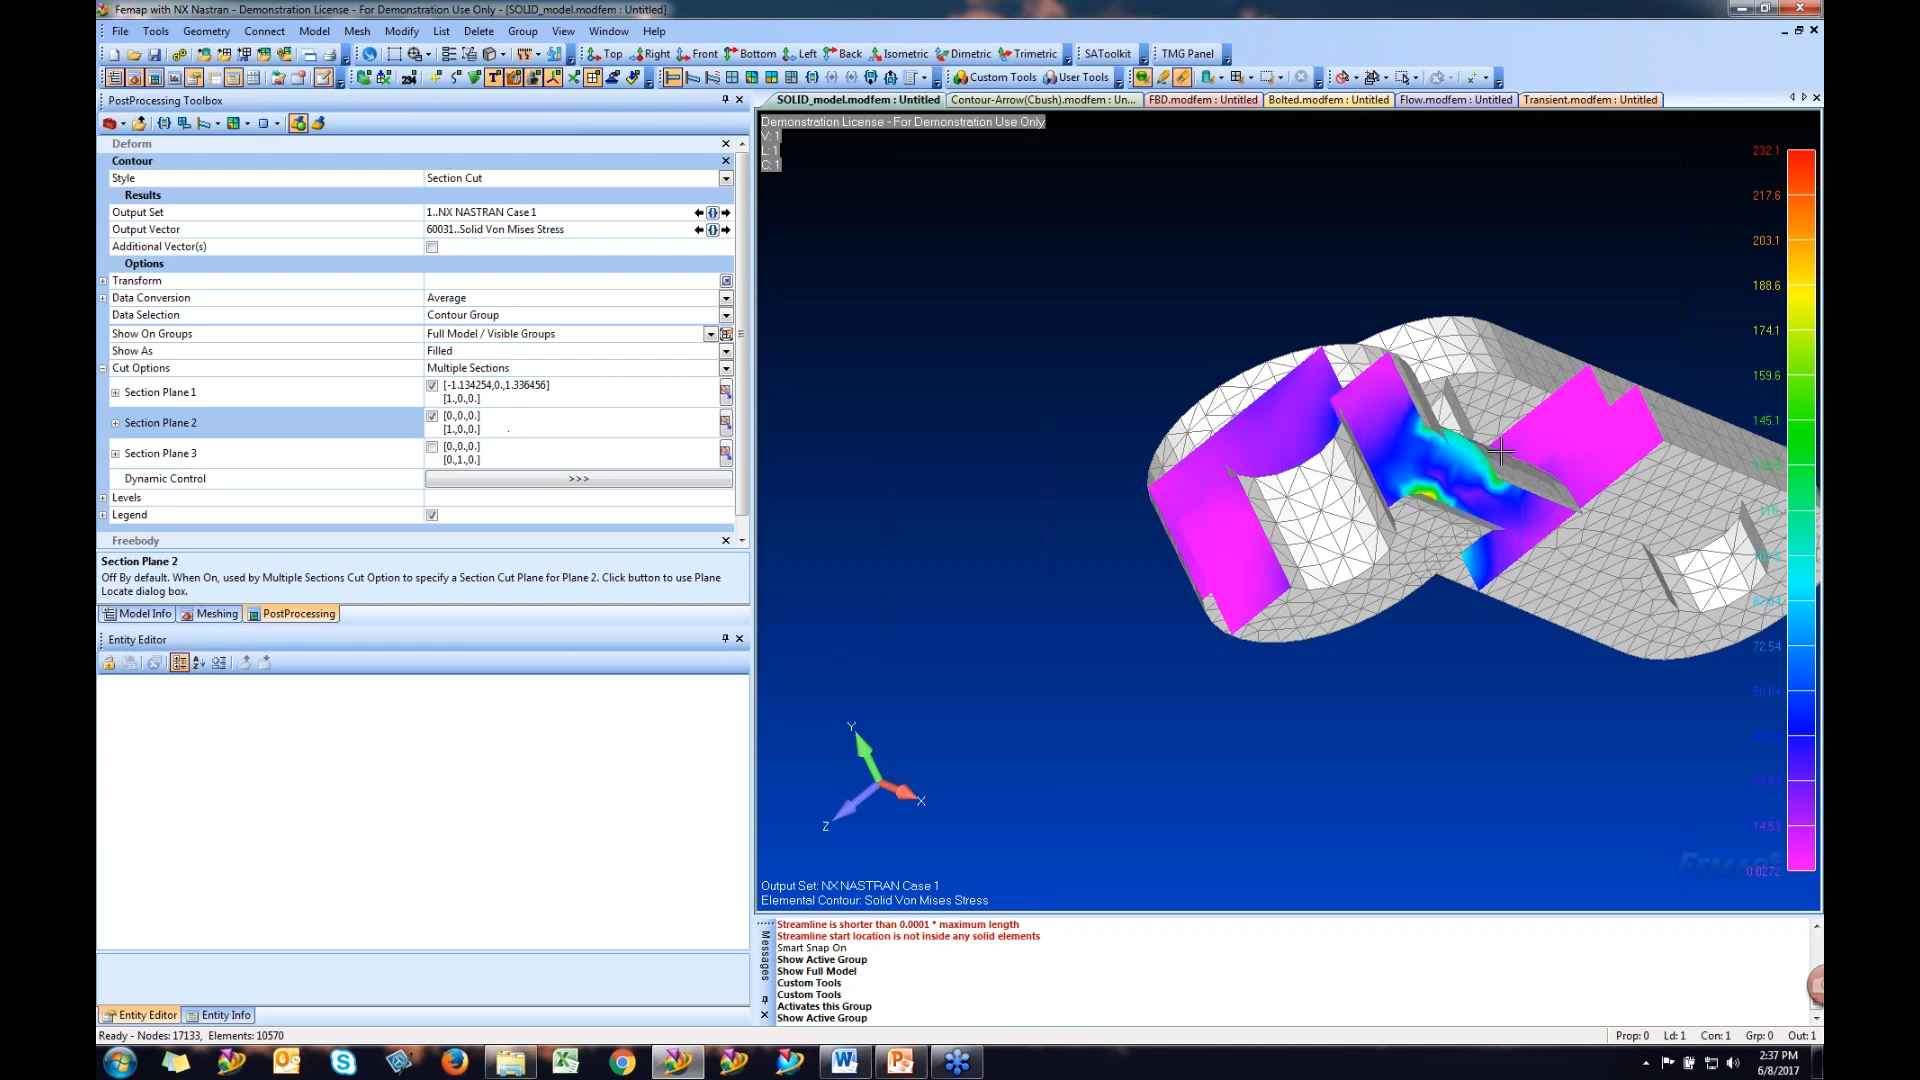 Femap with NX Nastran - Demonstration License - For Demonstration Use Only - [SOLID_model.modfem : Untitled]
File Tools Geometry Connect Model Mesh Modify List Delete Group View Window Help
Top Right Front Bottom Left Back Isometric Dimetric Trimetric SAToolkit TMG Panel
234 Custom Tools User Tools
PostProcessing Toolbox
SOLID_model.modfem : Untitled Contour-Arrow(Cbush).modfem : Un... FBD.modfem : Untitled Bolted.modfem : Untitled Flow.modfem : Untitled Transient.modfem : Untitled
Deform
Contour
Style Section Cut
Results
Output Set 1..NX NASTRAN Case 1
Output Vector 60031..Solid Von Mises Stress
Additional Vector(s)
Options
Transform
Data Conversion Average
Data Selection Contour Group
Show On Groups Full Model / Visible Groups
Show As Filled
Cut Options Multiple Sections
Section Plane 1 [-1.134254,0.,1.336456]
[1.,0.,0.]
Section Plane 2 [0.,0.,0.]
[1.,0.,0.]
Section Plane 3 [0.,0.,0.]
[0.,1.,0.]
Dynamic Control >>>
Levels
Legend
Freebody
Section Plane 2
Off By default. When On, used by Multiple Sections Cut Option to specify a Section Cut Plane for Plane 2. Click button to use Plane
Locate dialog box.
Model Info Meshing PostProcessing
Entity Editor
Entity Editor Entity Info
Demonstration License - For Demonstration Use Only
V: 1
L: 1
C: 1
232.1
217.6
203.1
188.6
174.1
159.6
145.1
116.
72.54
14.53
0.0272
Y
X
Z
FEMAP
Output Set: NX NASTRAN Case 1
Elemental Contour: Solid Von Mises Stress
Messages
Streamline is shorter than 0.0001 * maximum length
Streamline start location is not inside any solid elements
Smart Snap On
Show Active Group
Show Full Model
Custom Tools
Custom Tools
Activates this Group
Show Active Group
Ready - Nodes: 17133, Elements: 10570
Prop: 0 Ld: 1 Con: 1 Grp: 0 Out: 1
2:37 PM
6/8/2017